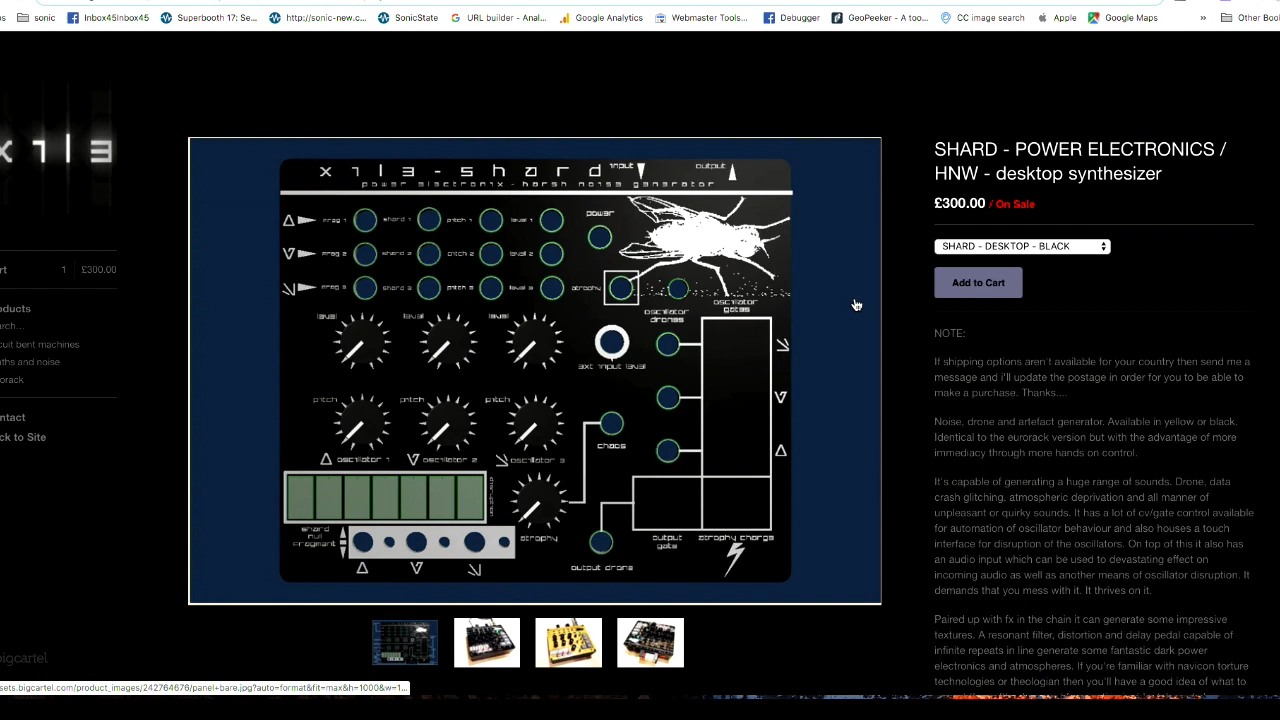 sonic
Inbox45Inbox45
Superbooth 17: Se...
http://sonic-new.c...
SonicState
URL builder - Anal...
Google Analytics
Webmaster Tools...
Debugger
GeoPeeker - A too...
CC image search
Apple
Google Maps
»
Other Boo
x 1|3
rt 1 £300.00
oducts
rch...
cuit bent machines
ths and noise
orack
ntact
ck to Site
bigcartel
x 1|3-shard
power electronix-harsh noise generator
input
output
frag 1 shard 1 pitch 1 level 1
power
frag 2 shard 2 pitch 2 level 2
frag 3 shard 3 pitch 3 level 3
atrophy
oscillator gates
oscillator drones
level level level
ext input level
pitch pitch pitch
chaos
oscillator 1 oscillator 2 oscillator 3
disruption
atrophy
shard null fragment
output gate
atrophy charge
output drone
SHARD - POWER ELECTRONICS /
HNW - desktop synthesizer
£300.00 / On Sale
SHARD - DESKTOP - BLACK
Add to Cart
NOTE:
If shipping options aren't available for your country then send me a
message and i'll update the postage in order for you to be able to
make a purchase. Thanks....
Noise, drone and artefact generator. Available in yellow or black.
Identical to the eurorack version but with the advantage of more
immediacy through more hands on control.
It's capable of generating a huge range of sounds. Drone, data
crash glitching, atmospheric deprivation and all manner of
unpleasant or quirky sounds. It has a lot of cv/gate control available
for automation of oscillator behaviour and also houses a touch
interface for disruption of the oscillators. On top of this it also has
an audio input which can be used to devastating effect on
incoming audio as well as another means of oscillator disruption. It
demands that you mess with it. It thrives on it.
Paired up with fx in the chain it can generate some impressive
textures. A resonant filter, distortion and delay pedal capable of
infinite repeats in line generate some fantastic dark power
electronics and atmospheres. If you're familiar with navicon torture
technologies or theologian then you'll have a good idea of what to
sets.bigcartel.com/product_images/242764676/panel+bare.jpg?auto=format&fit=max&h=1000&w=1...